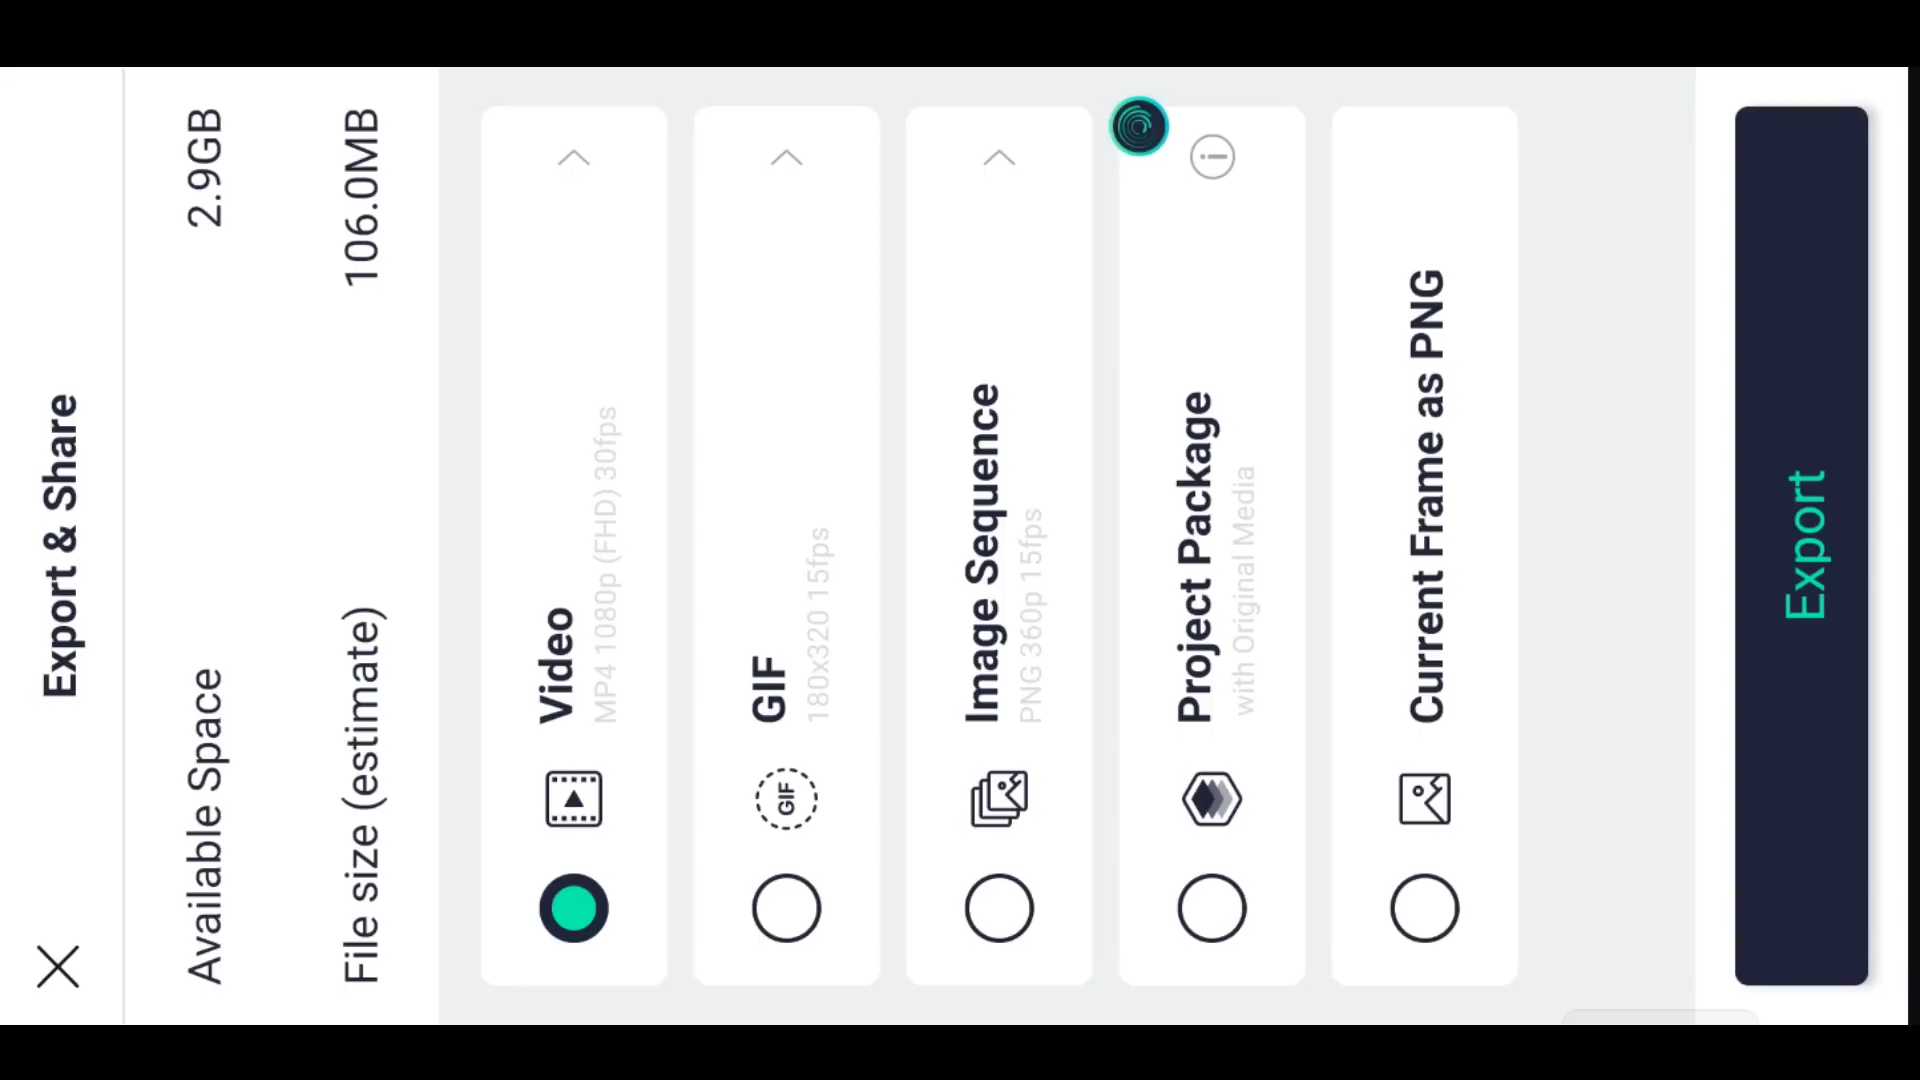 Export & Share
Available Space 2.9GB
File size (estimate) 106.0MB
Video
MP4 1080p (FHD) 30fps
GIF
GIF
180x320 15fps
Image Sequence
PNG 360p 15fps
Project Package
with Original Media
Current Frame as PNG
Export